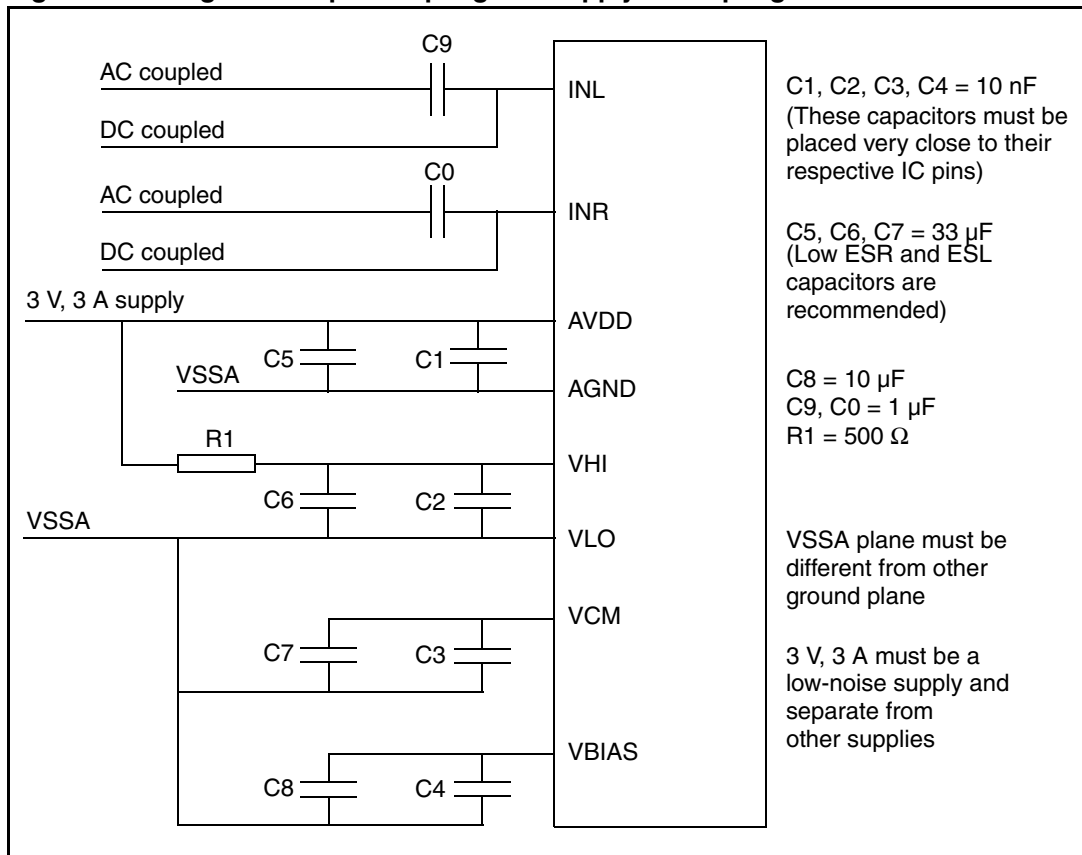 C9
AC coupled
INL
DC coupled
C0
AC coupled
INR
DC coupled
3 V, 3 A supply
AVDD
C5
C1
VSSA
AGND
R1
VHI
C6
C2
VSSA
VLO
VCM
C7
C3
VBIAS
C8
C4
C1, C2, C3, C4 = 10 nF
(These capacitors must be
placed very close to their
respective IC pins)
C5, C6, C7 = 33 µF
(Low ESR and ESL
capacitors are
recommended)
C8 = 10 µF
C9, C0 = 1 µF
R1 = 500 Ω
VSSA plane must be
different from other
ground plane
3 V, 3 A must be a
low-noise supply and
separate from
other supplies